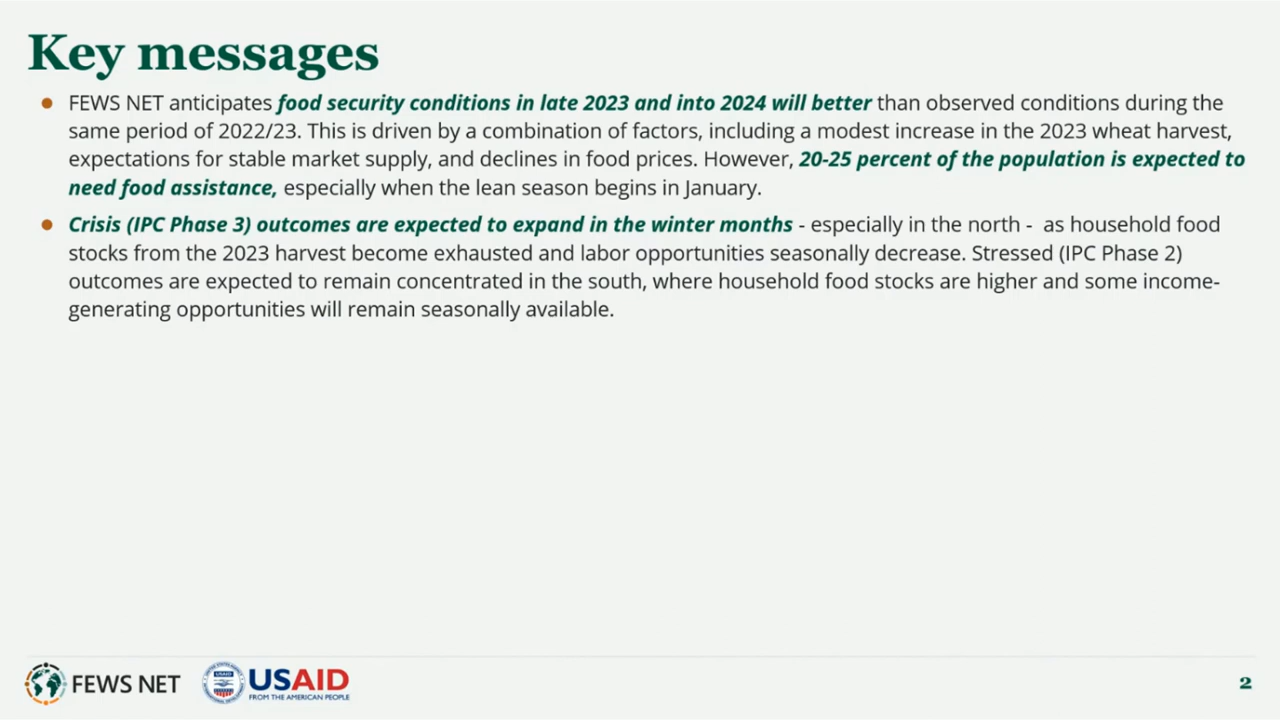 Key messages
FEWS NET anticipates food security conditions in late 2023 and into 2024 will better than observed conditions during the
same period of 2022/23. This is driven by a combination of factors, including a modest increase in the 2023 wheat harvest,
expectations for stable market supply, and declines in food prices. However, 20-25 percent of the population is expected to
need food assistance, especially when the lean season begins in January.
Crisis (IPC Phase 3) outcomes are expected to expand in the winter months - especially in the north - as household food
stocks from the 2023 harvest become exhausted and labor opportunities seasonally decrease. Stressed (IPC Phase 2)
outcomes are expected to remain concentrated in the south, where household food stocks are higher and some income-
generating opportunities will remain seasonally available.
FEWS NET
USAID
USAID
FROM THE AMERICAN PEOPLE
2